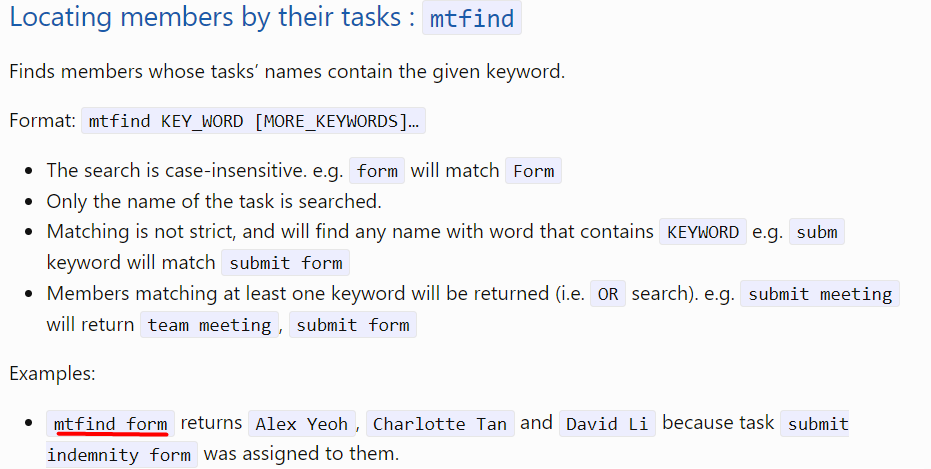 Locating members by their tasks : mtfind
Finds members whose tasks’ names contain the given keyword.
Format: mtfind KEY_WORD [MORE_KEYWORDS]…
• The search is case-insensitive. e.g. form will match Form
• Only the name of the task is searched.
• Matching is not strict, and will find any name with word that contains KEYWORD e.g. subm
keyword will match submit form
• Members matching at least one keyword will be returned (i.e. OR search). e.g. submit meeting
will return team meeting, submit form
Examples:
• mtfind form returns Alex Yeoh, Charlotte Tan and David Li because task submit
indemnity form was assigned to them.